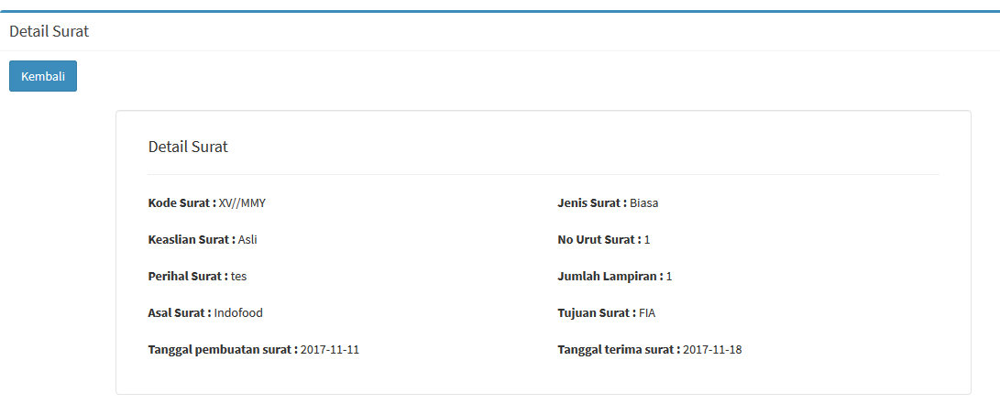 Detail Surat
Kembali
Detail Surat
Kode Surat : XV//MMY
Jenis Surat : Biasa
Keaslian Surat : Asli
No Urut Surat : 1
Perihal Surat : tes
Jumlah Lampiran : 1
Asal Surat : Indofood
Tujuan Surat : FIA
Tanggal pembuatan surat : 2017-11-11
Tanggal terima surat : 2017-11-18